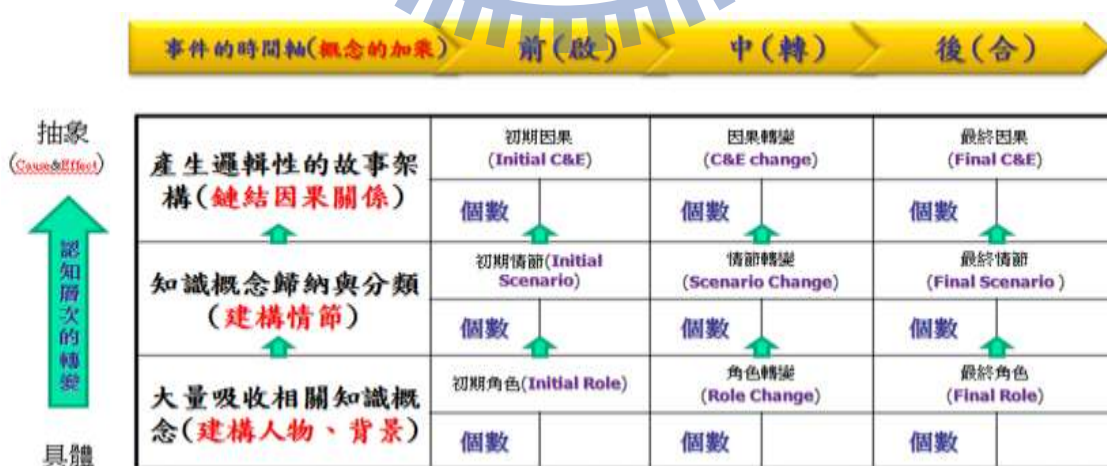 事件的時間軸(概念的加乘)
前(啟)
中(轉)
後(合)
抽象
(Cause&Effect)
認知層次的轉變
具體
產生邏輯性的故事架
構(鏈結因果關係)
初期因果
(Initial C&E)
因果轉變
(C&E change)
最終因果
(Final C&E)
個數
個數
個數
知識概念歸納與分類
(建構情節)
初期情節(Initial
Scenario)
情節轉變
(Scenario Change)
最終情節
(Final Scenario )
個數
個數
個數
大量吸收相關知識概
念(建構人物、背景)
初期角色(Initial Role)
角色轉變
(Role Change)
最終角色
(Final Role)
個數
個數
個數